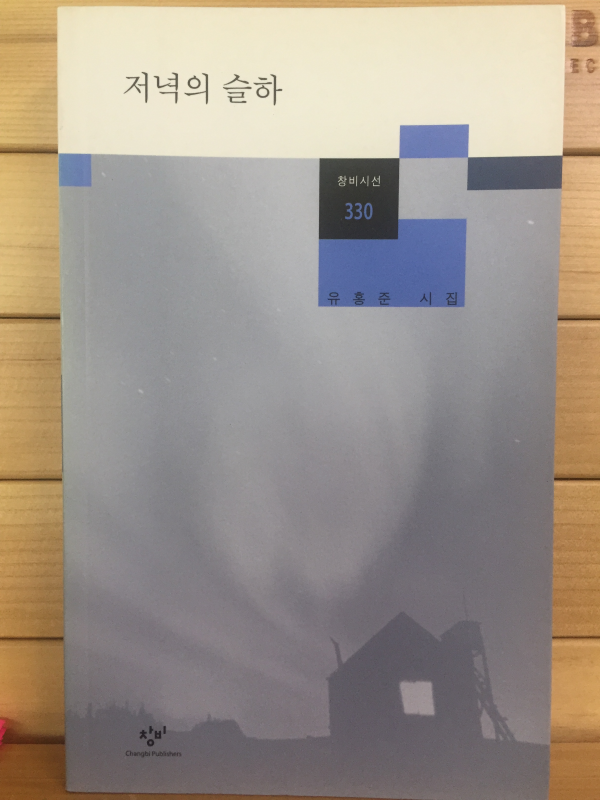 저녁의 슬하
창비시선
330
유홍준 시집
창비
Changbi Publishers
B
EC